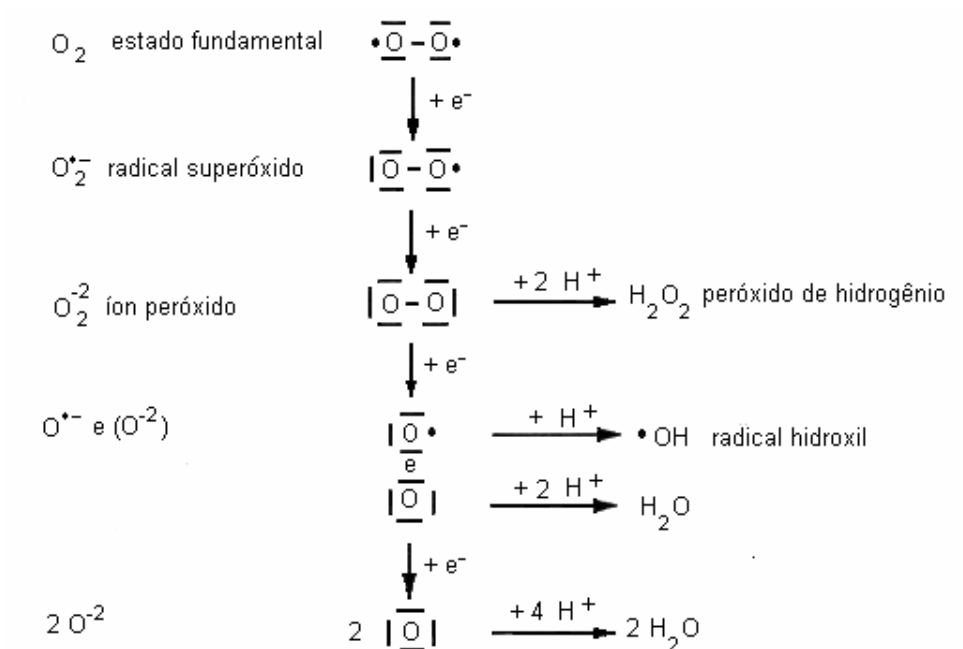 O₂ estado fundamental •O–O•
+ e⁻
O₂•⁻ radical superóxido |O–O•
+ e⁻
O₂⁻² íon peróxido |O–O| +2 H⁺ H₂O₂ peróxido de hidrogênio
+ e⁻
O•⁻ e (O⁻²) |O• + H⁺ •OH radical hidroxil
e
|O| +2 H⁺ H₂O
+ e⁻
2 O⁻² 2 |O| +4 H⁺ 2 H₂O